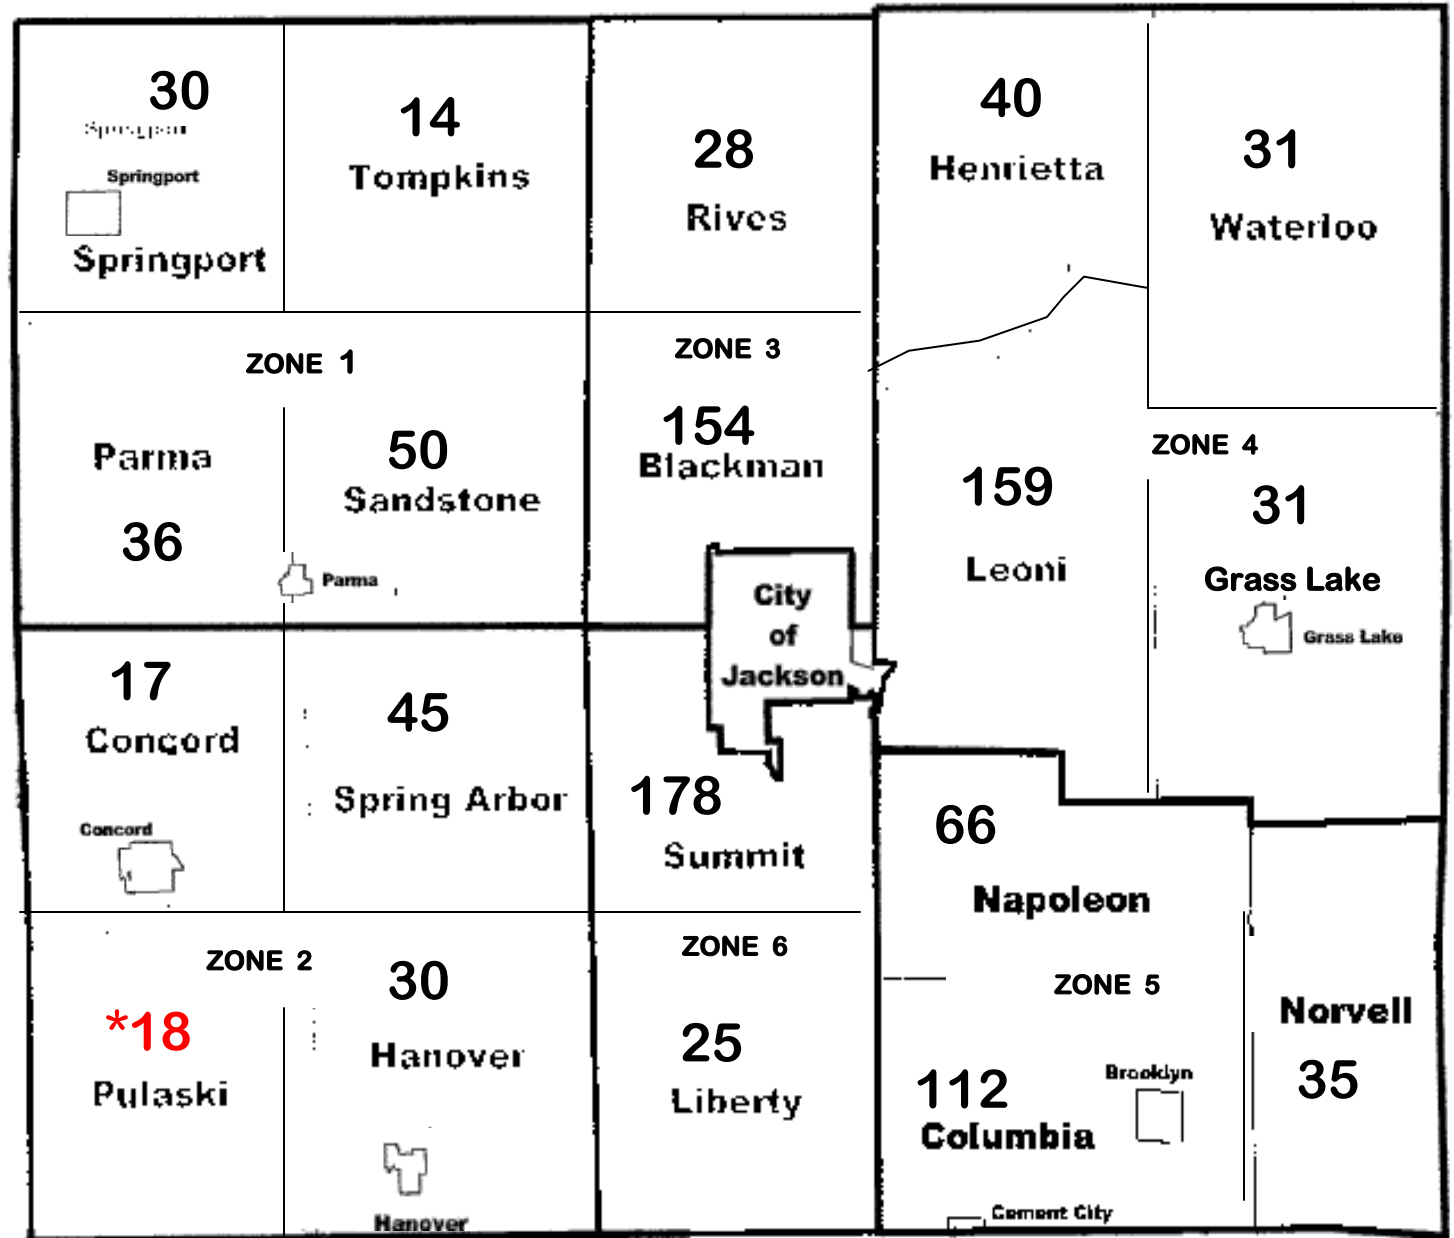 30
Springport
Springport
Springport
14
Tompkins
28
Rives
40
Henrietta
31
Waterloo
ZONE 1
Parma
36
50
Sandstone
Parma
ZONE 3
154
Blackman
City
of
Jackson
ZONE 4
159
Leoni
31
Grass Lake
Grass Lake
17
Concord
Concord
45
Spring Arbor
178
Summit
66
Napoleon
ZONE 2
*18
Pulaski
30
Hanover
Hanover
ZONE 6
25
Liberty
ZONE 5
112
Columbia
Brooklyn
Cement City
Norvell
35